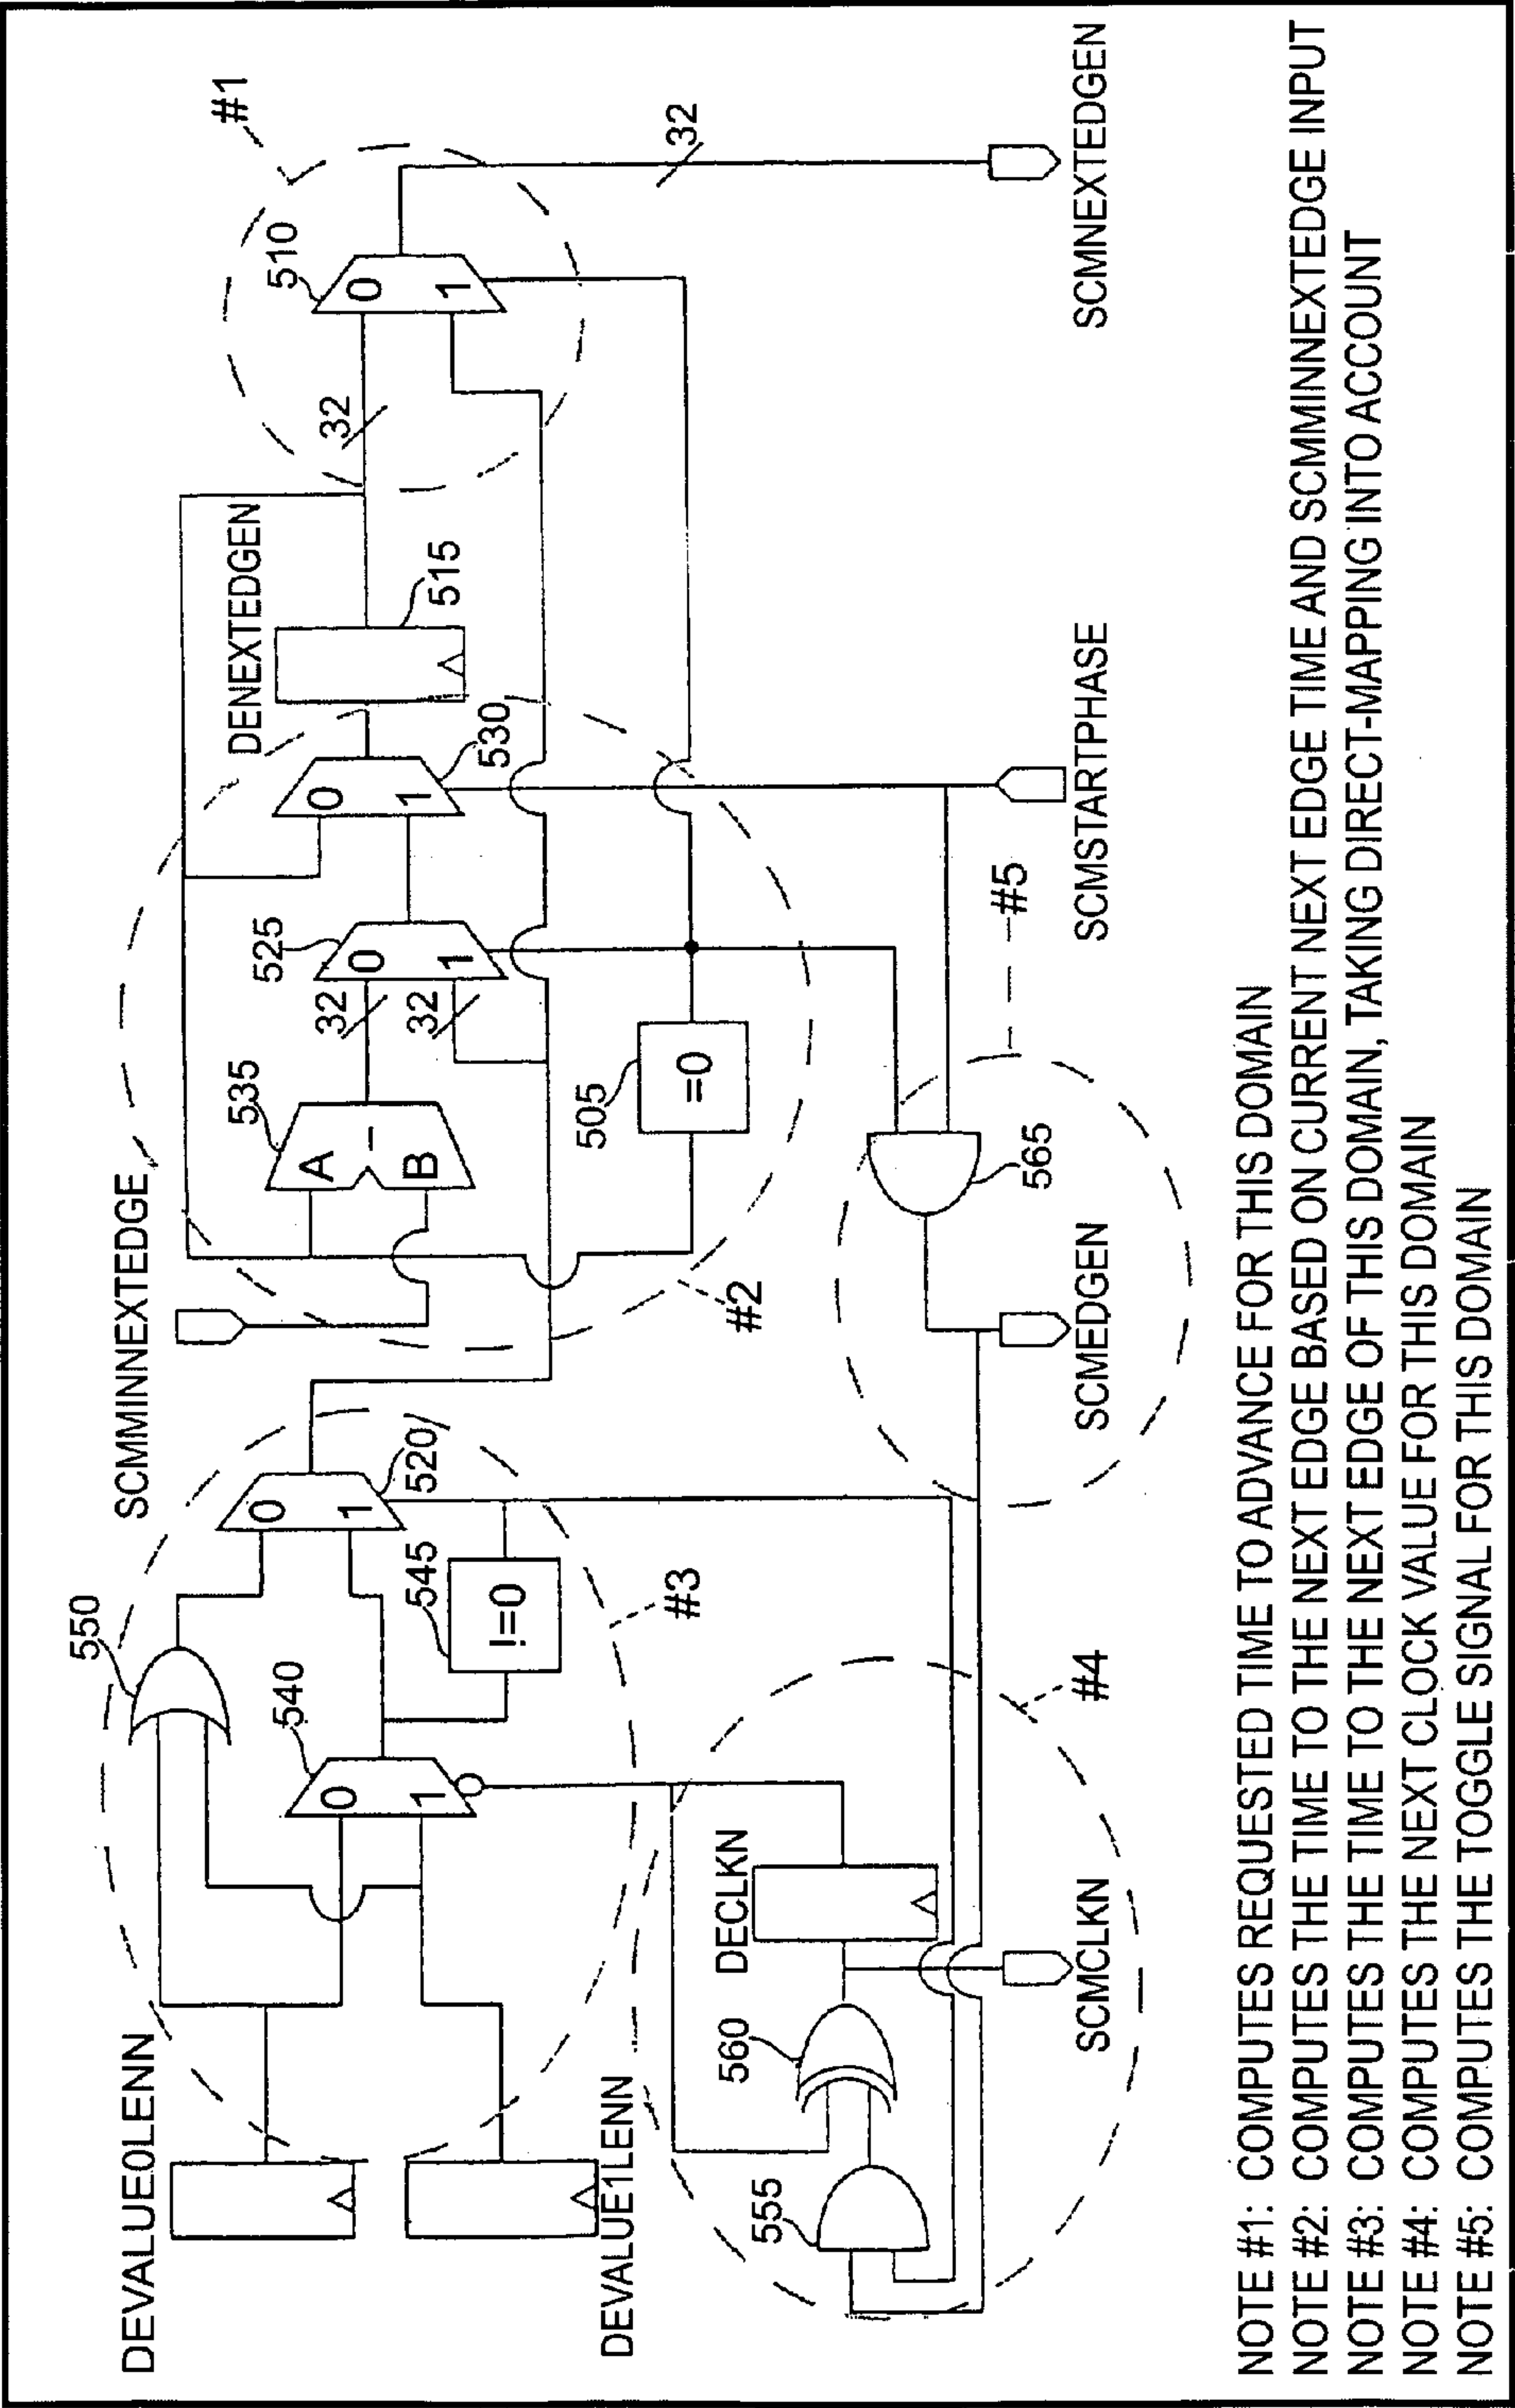 DEVALUE0LENN
DEVALUE1LENN
550
540
0
1
545
!=0
520
0
1
#3
555
560
DECLKN
SCMCLKN
#4
SCMMINNEXTEDGE
535
A
–
B
32
32
525
0
1
505
=0
530
0
1
#2
DENEXTEDGEN
515
32
510
0
1
#1
32
SCMNEXTEDGEN
SCMSTARTPHASE
#5
565
SCMEDGEN
NOTE #1: COMPUTES REQUESTED TIME TO ADVANCE FOR THIS DOMAIN
NOTE #2: COMPUTES THE TIME TO THE NEXT EDGE BASED ON CURRENT NEXT EDGE TIME AND SCMMINNEXTEDGE INPUT
NOTE #3: COMPUTES THE TIME TO THE NEXT EDGE OF THIS DOMAIN, TAKING DIRECT-MAPPING INTO ACCOUNT
NOTE #4: COMPUTES THE NEXT CLOCK VALUE FOR THIS DOMAIN
NOTE #5: COMPUTES THE TOGGLE SIGNAL FOR THIS DOMAIN